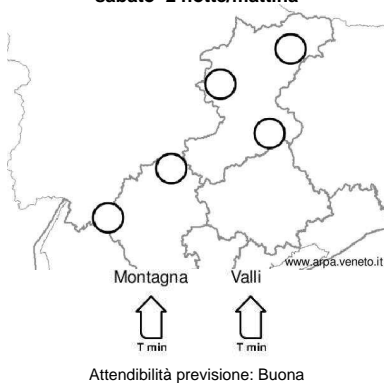 sabato 2 notte/mattina
www.arpa.veneto.it
Montagna Valli
T min T min
Attendibilità previsione: Buona